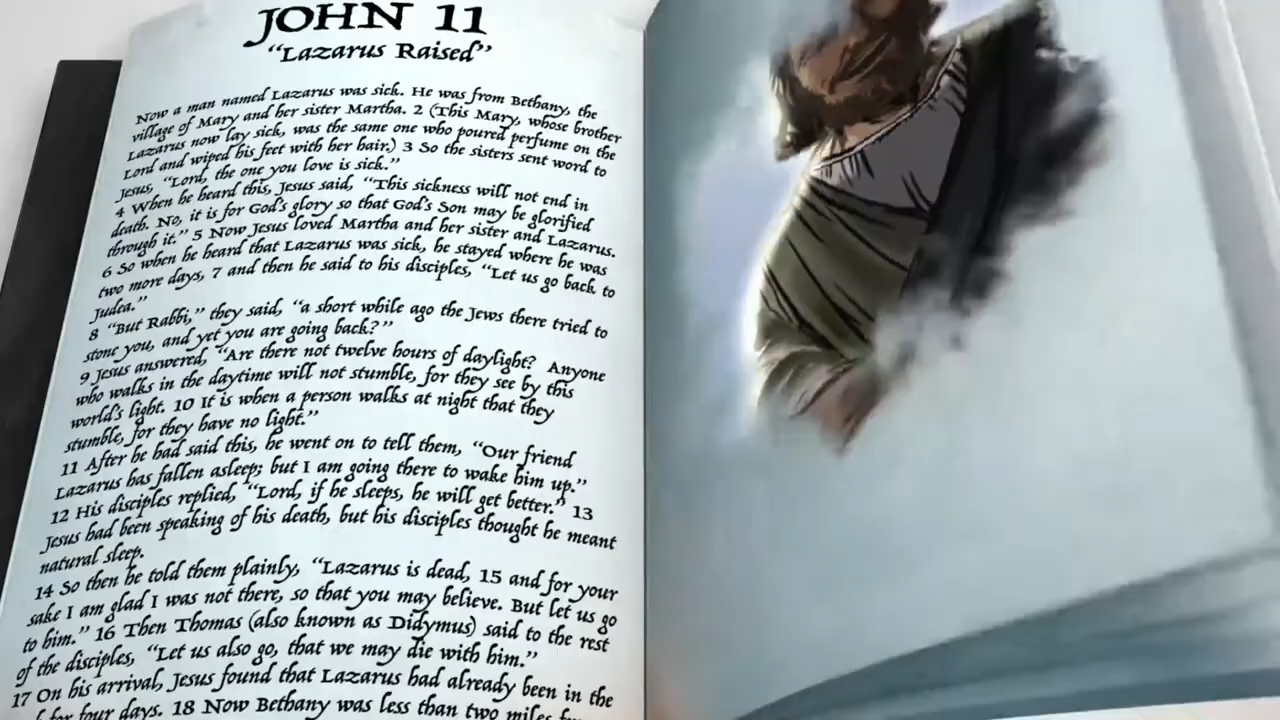 JOHN 11
“Lazarus Raised”
Now a man named Lazarus was sick. He was from Bethany, the
village of Mary and her sister Martha. 2 (This Mary, whose brother
Lazarus now lay sick, was the same one who poured perfume on the
Lord and wiped his feet with her hair.) 3 So the sisters sent word to
Jesus, “Lord, the one you love is sick.”
4 When he heard this, Jesus said, “This sickness will not end in
death. No, it is for God's glory so that God's Son may be glorified
through it.” 5 Now Jesus loved Martha and her sister and Lazarus.
6 So when he heard that Lazarus was sick, he stayed where he was
two more days, 7 and then he said to his disciples, “Let us go back to
Judea.”
8 “But Rabbi,” they said, “a short while ago the Jews there tried to
stone you, and yet you are going back?”
9 Jesus answered, “Are there not twelve hours of daylight? Anyone
who walks in the daytime will not stumble, for they see by this
world's light. 10 It is when a person walks at night that they
stumble, for they have no light.”
11 After he had said this, he went on to tell them, “Our friend
Lazarus has fallen asleep; but I am going there to wake him up.”
12 His disciples replied, “Lord, if he sleeps, he will get better.” 13
Jesus had been speaking of his death, but his disciples thought he meant
natural sleep.
14 So then he told them plainly, “Lazarus is dead, 15 and for your
sake I am glad I was not there, so that you may believe. But let us go
to him.” 16 Then Thomas (also known as Didymus) said to the rest
of the disciples, “Let us also go, that we may die with him.”
17 On his arrival, Jesus found that Lazarus had already been in the
for four days. 18 Now Bethany was less than two miles